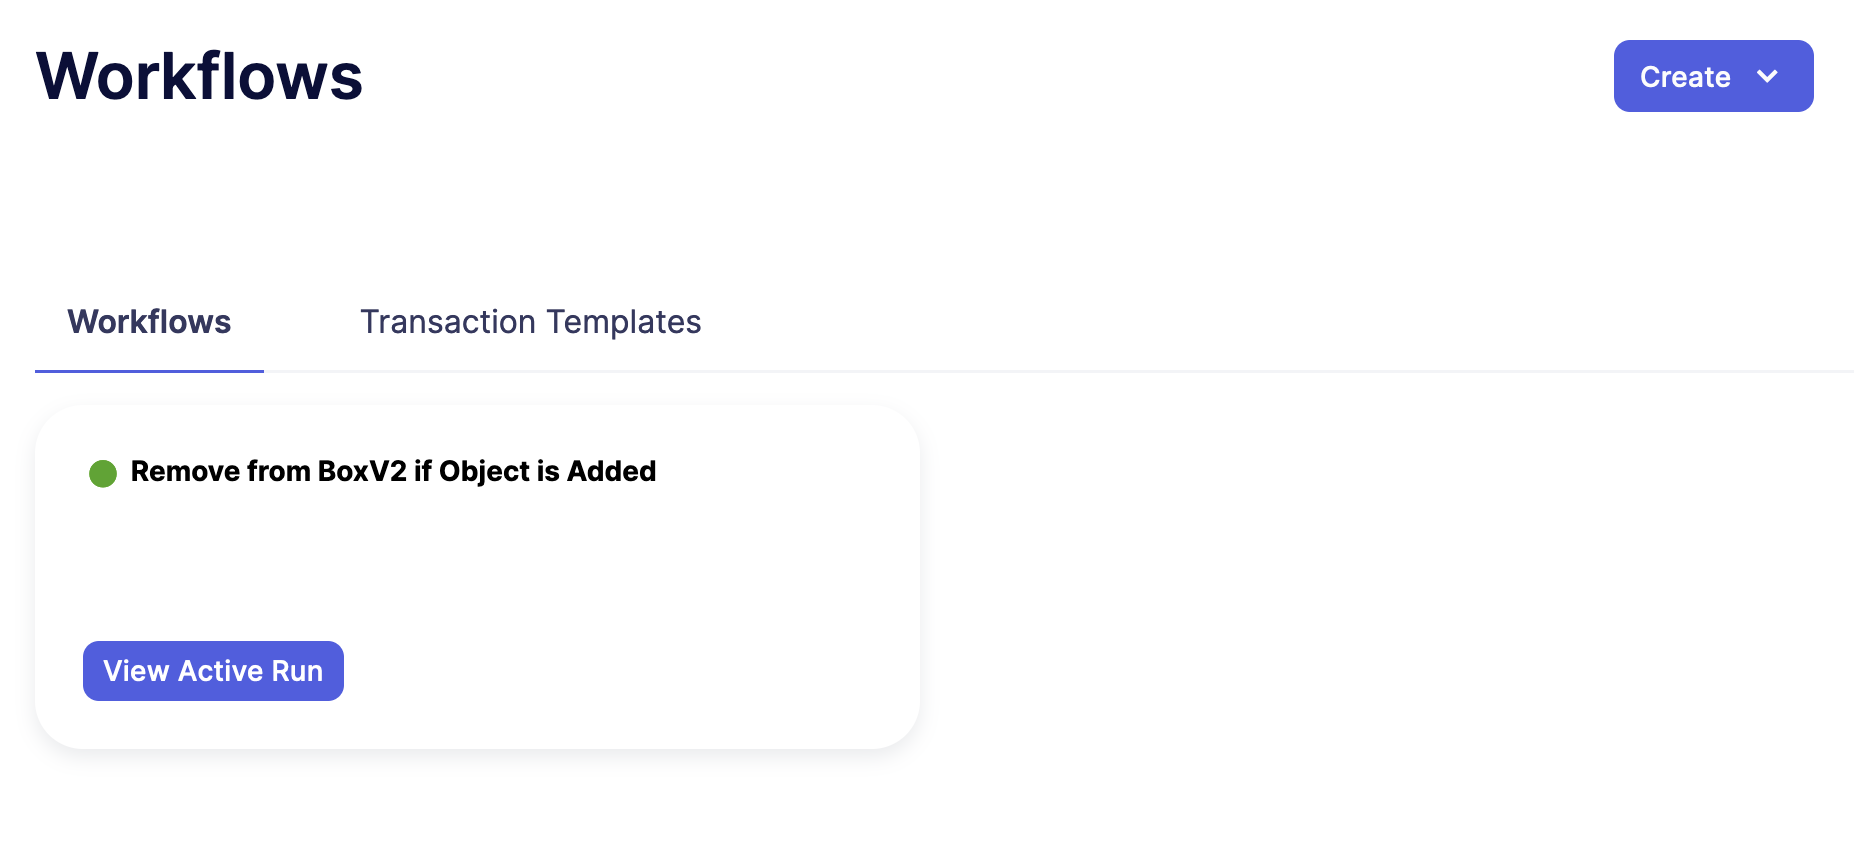 Workflows
Create
Workflows
Transaction Templates
Remove from BoxV2 if Object is Added
View Active Run